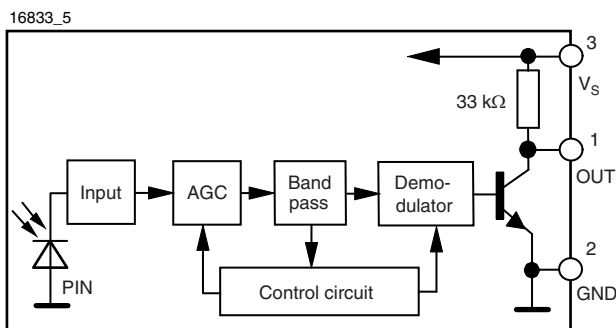 16833_5
3
V_S
33 kΩ
1
OUT
Input
AGC
Band
pass
Demo-
dulator
2
GND
PIN
Control circuit